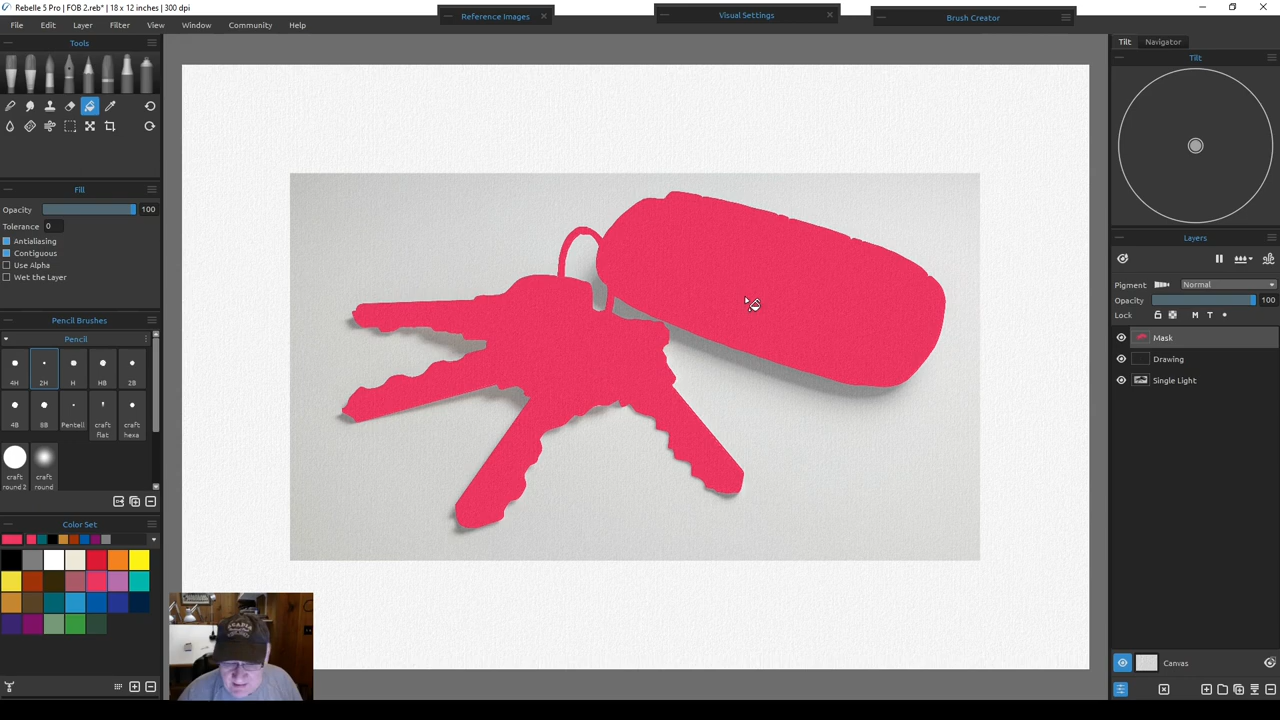 Rebelle 5 Pro | FOB 2.reb* | 18 x 12 inches | 300 dpi
File Edit Layer Filter View Window Community Help
Reference Images
Visual Settings
Brush Creator
Tools
Fill
Opacity 100
Tolerance 0
Antialiasing
Contiguous
Use Alpha
Wet the Layer
Pencil Brushes
Pencil
4H 2H H HB 2B
4B 8B Pentell craft flat craft hexa
craft round 2 craft round
Color Set
Tilt Navigator
Tilt
Layers
Pigment Normal
Opacity 100
Lock M T
Mask
Drawing
Single Light
Canvas